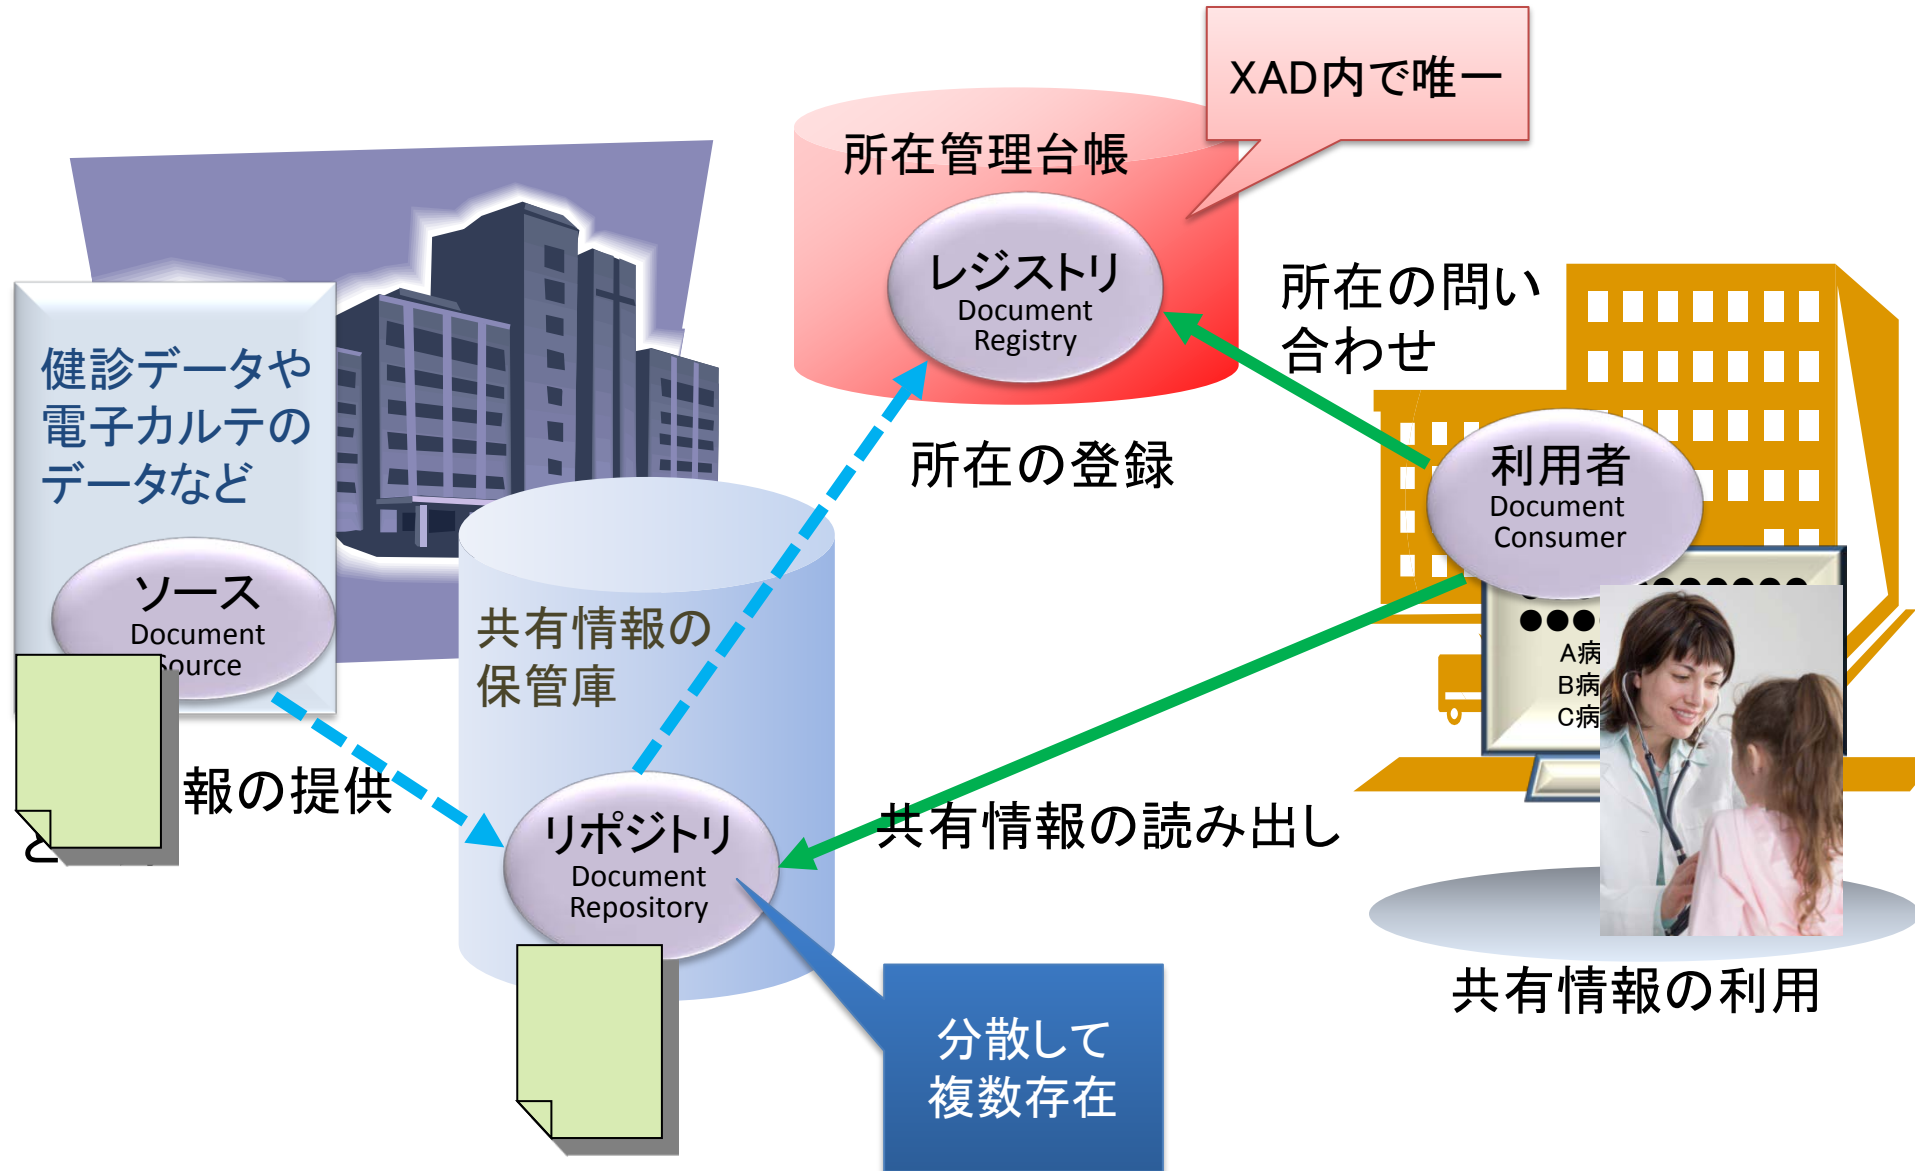 XAD内で唯一
所在管理台帳
レジストリ
Document
Registry
所在の問い
合わせ
健診データや
電子カルテの
データなど
ソース
Document
Source
所在の登録
利用者
Document
Consumer
共有情報の
保管庫
A病
B病
C病
報の提供
と
リポジトリ
Document
Repository
共有情報の読み出し
共有情報の利用
分散して
複数存在